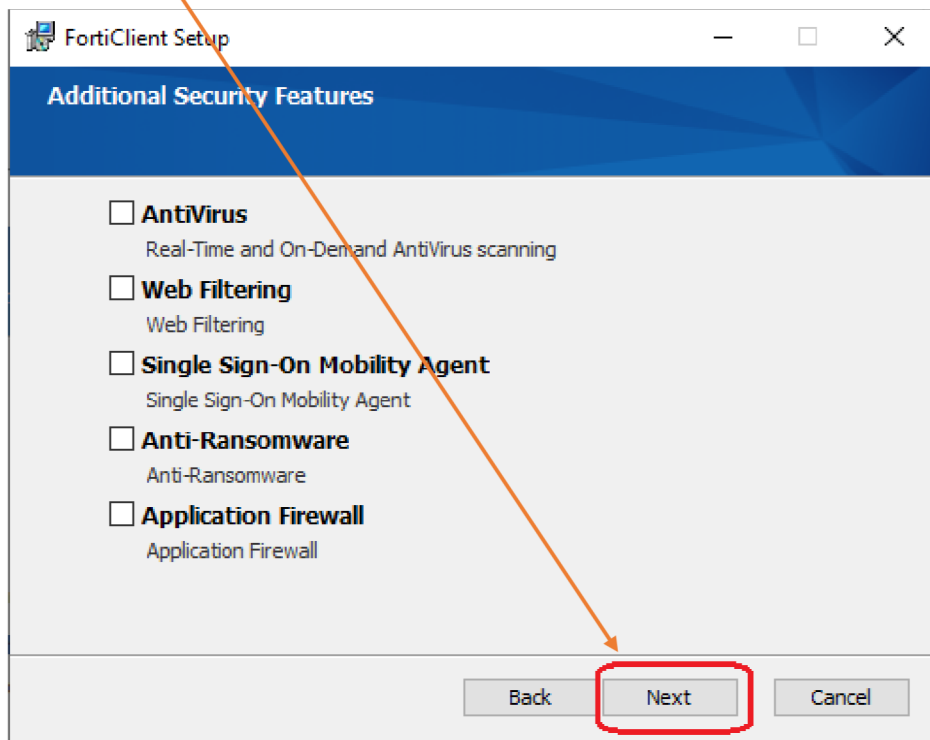 FortiClient Setup
Additional Security Features
AntiVirus
Real-Time and On-Demand AntiVirus scanning
Web Filtering
Web Filtering
Single Sign-On Mobility Agent
Single Sign-On Mobility Agent
Anti-Ransomware
Anti-Ransomware
Application Firewall
Application Firewall
Back Next Cancel